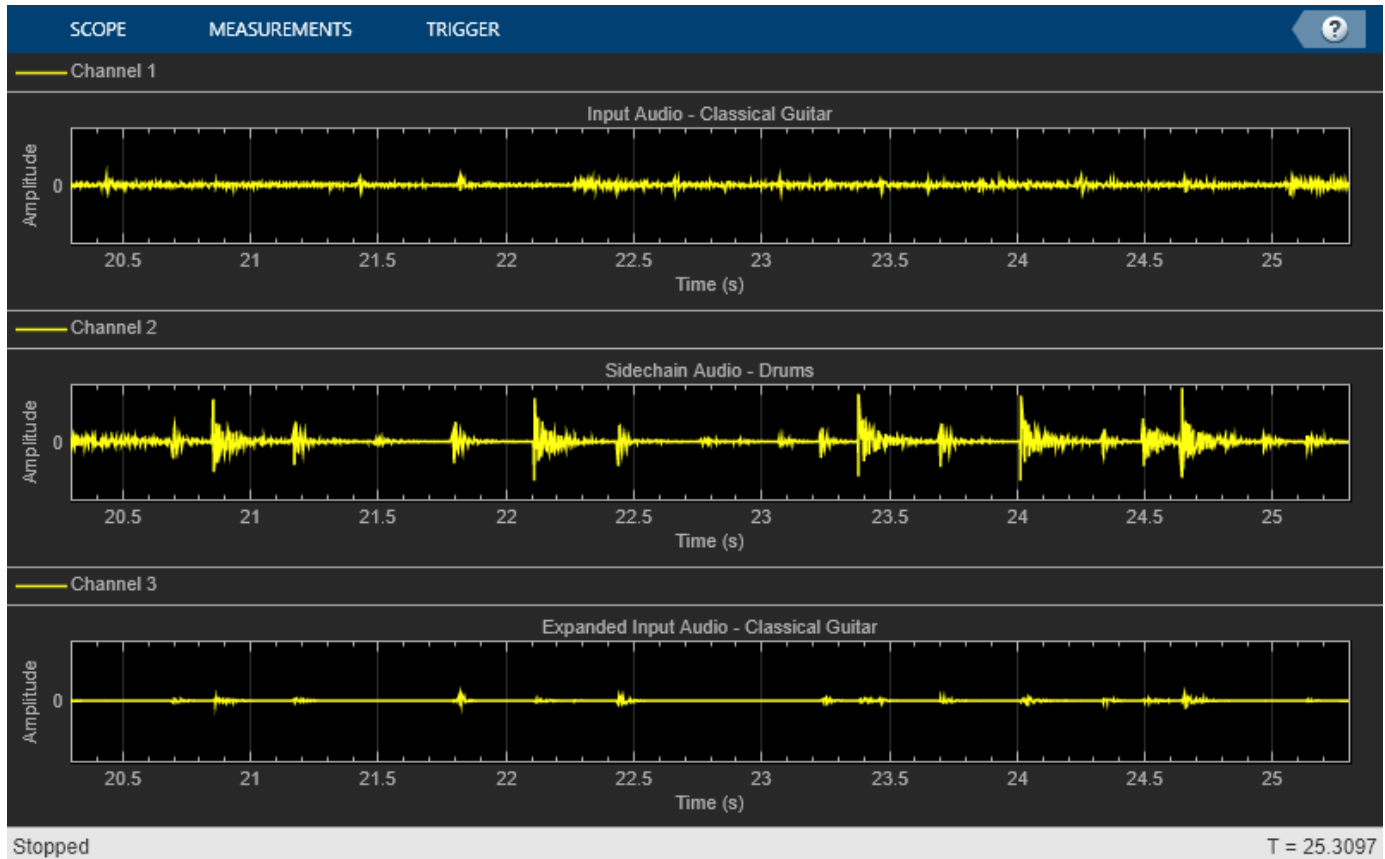 SCOPE MEASUREMENTS TRIGGER ?
Channel 1
Input Audio - Classical Guitar
Amplitude
0
20.5 21 21.5 22 22.5 23 23.5 24 24.5 25
Time (s)
Channel 2
Sidechain Audio - Drums
Amplitude
0
20.5 21 21.5 22 22.5 23 23.5 24 24.5 25
Time (s)
Channel 3
Expanded Input Audio - Classical Guitar
Amplitude
0
20.5 21 21.5 22 22.5 23 23.5 24 24.5 25
Time (s)
Stopped T = 25.3097